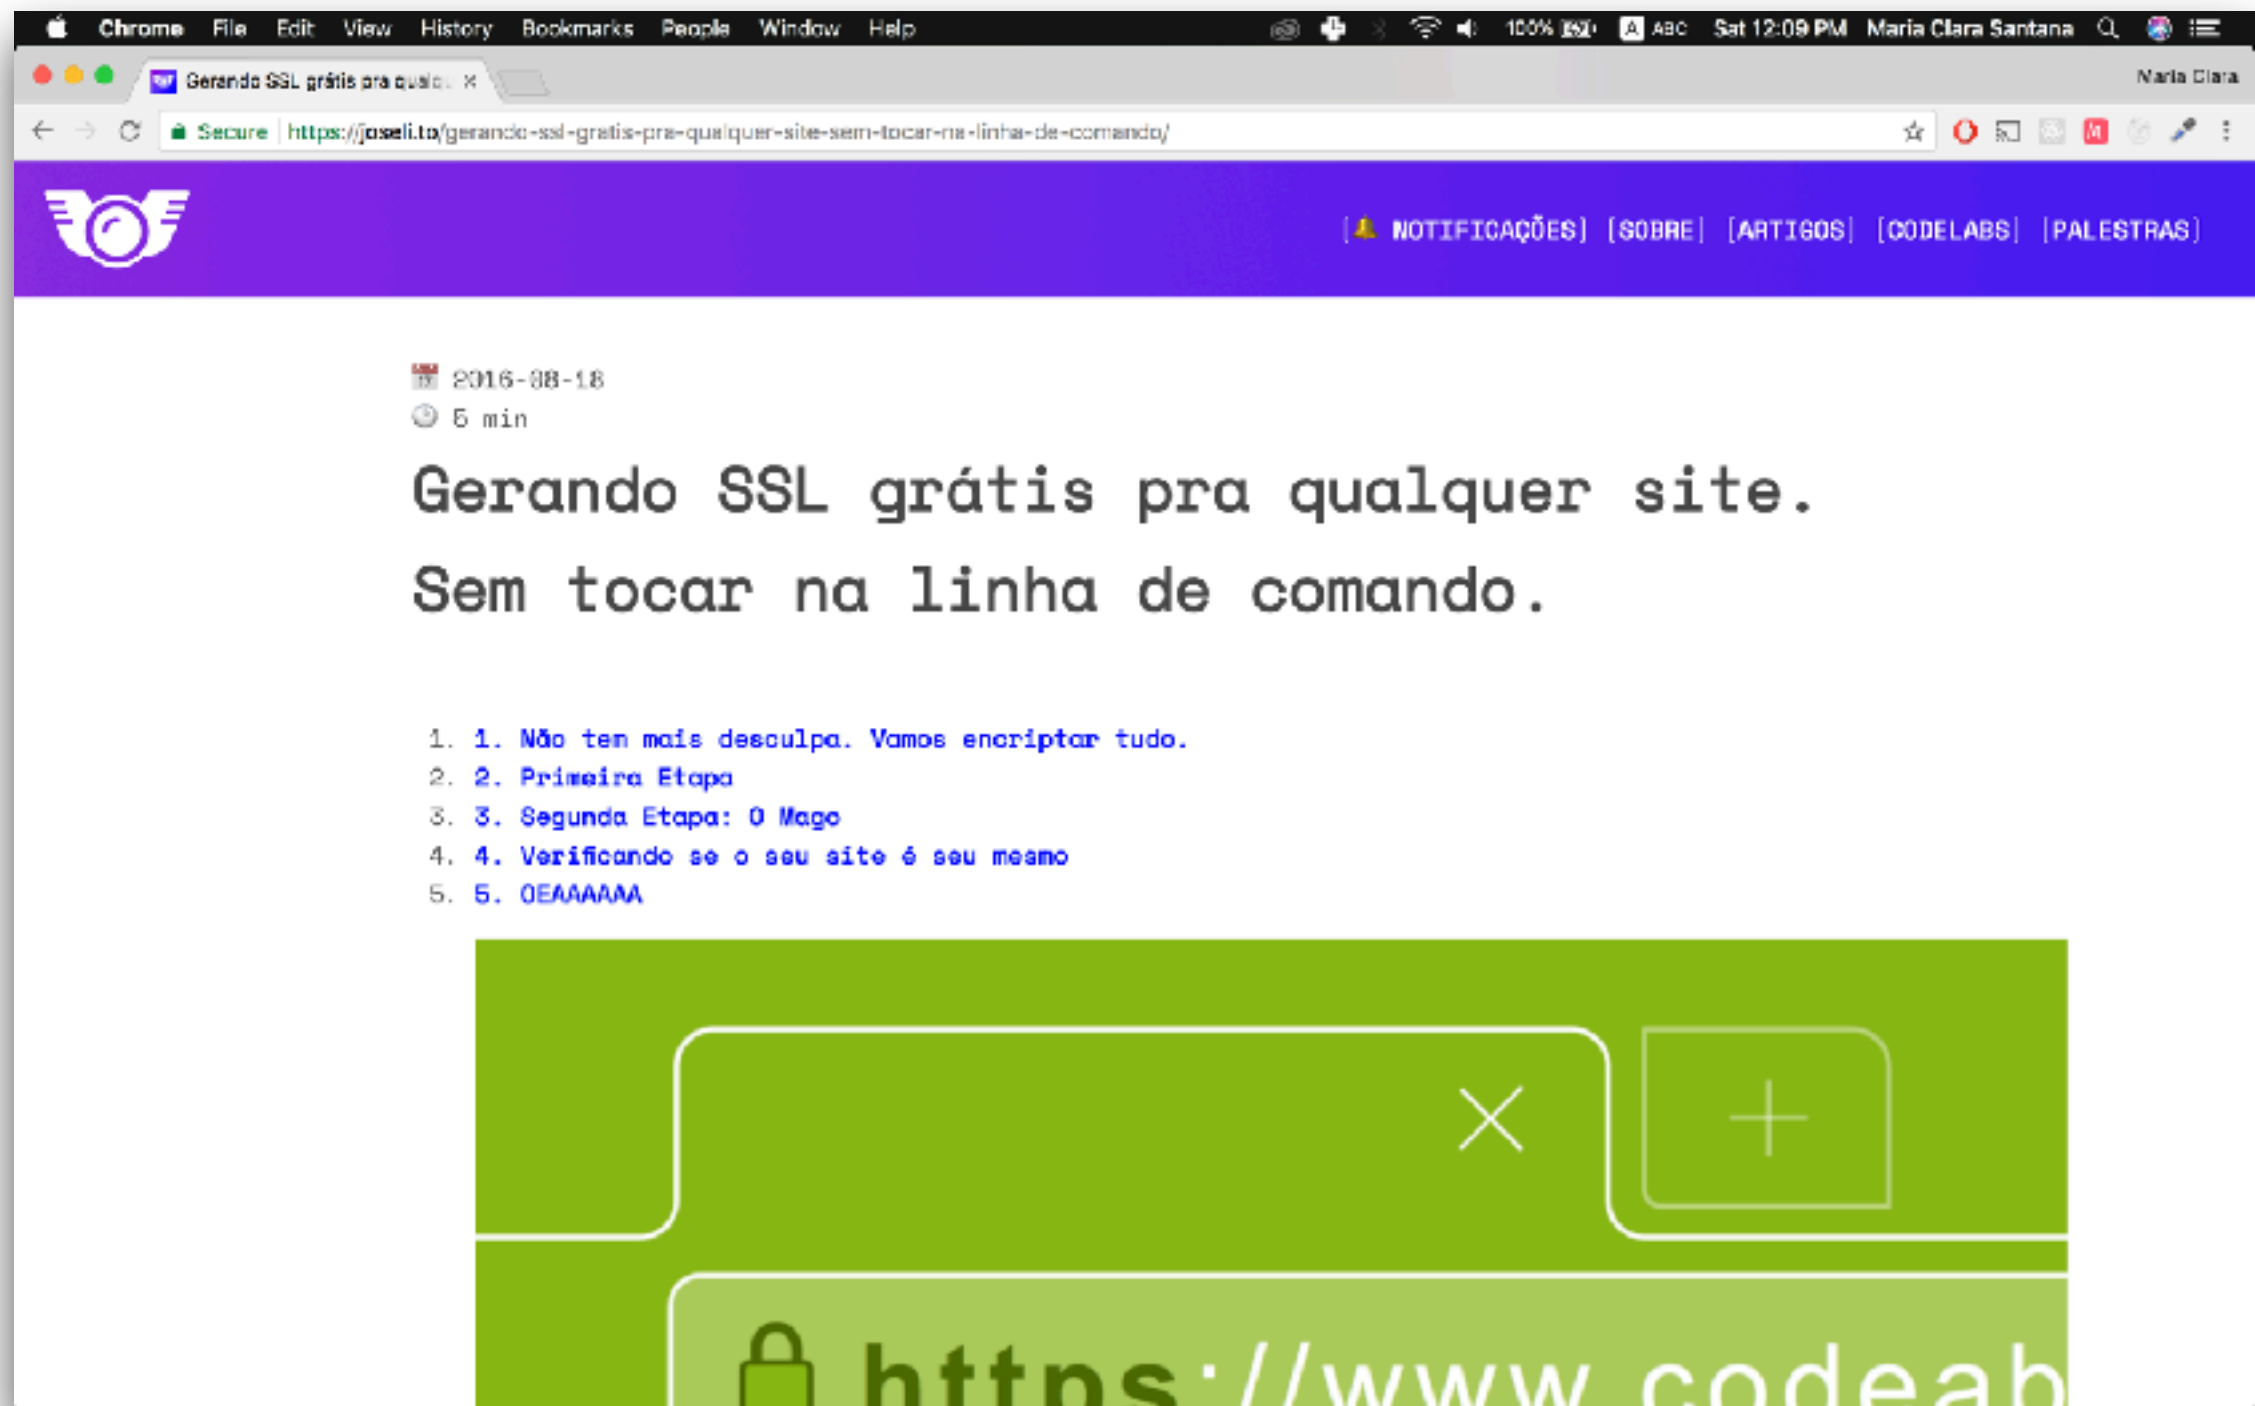 Chrome File Edit View History Bookmarks People Window Help 100% ABC Sat 12:09 PM Maria Clara Santana
Gerando SSL grátis pra qualqu
Maria Clara
Secure https://joseli.to/gerando-ssl-gratis-pra-qualquer-site-sem-tocar-na-linha-de-comando/
[🔔 NOTIFICAÇÕES] [SOBRE] [ARTIGOS] [CODELABS] [PALESTRAS]
2016-08-18
5 min
Gerando SSL grátis pra qualquer site.
Sem tocar na linha de comando.
1. 1. Não tem mais desculpa. Vamos encriptar tudo.
2. 2. Primeira Etapa
3. 3. Segunda Etapa: O Mago
4. 4. Verificando se o seu site é seu mesmo
5. 5. OEAAAAAA
https://www.codeab